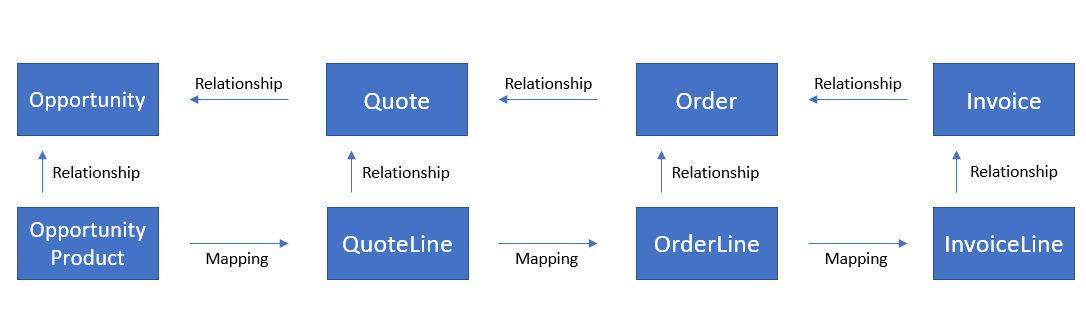 Relationship
Relationship
Relationship
Opportunity
Quote
Order
Invoice
Relationship
Relationship
Relationship
Relationship
Opportunity
Product
QuoteLine
OrderLine
InvoiceLine
Mapping
Mapping
Mapping